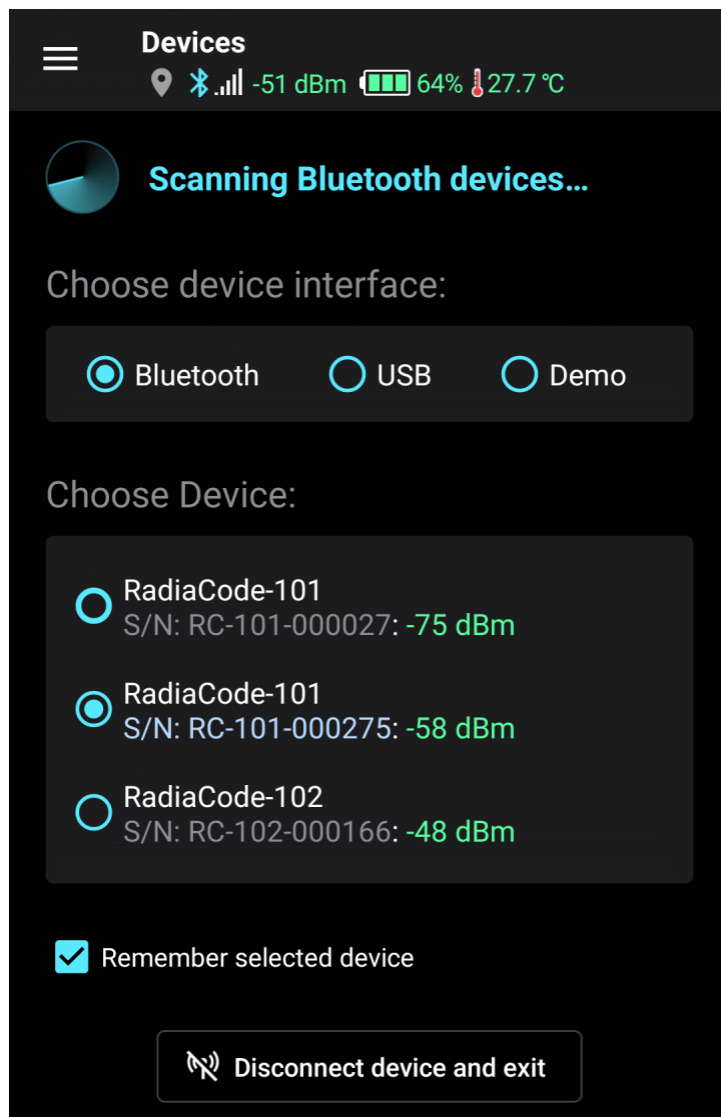 Devices
-51 dBm 64% 27.7 °C
Scanning Bluetooth devices...
Choose device interface:
Bluetooth USB Demo
Choose Device:
RadiaCode-101
S/N: RC-101-000027: -75 dBm
RadiaCode-101
S/N: RC-101-000275: -58 dBm
RadiaCode-102
S/N: RC-102-000166: -48 dBm
Remember selected device
Disconnect device and exit